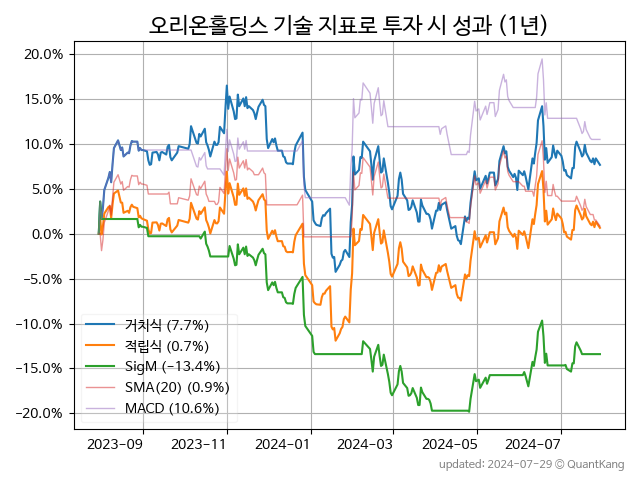 오리온홀딩스 기술 지표로 투자 시 성과 (1년)
20.0%
15.0%
10.0%
5.0%
0.0%
−5.0%
−10.0%
−15.0%
−20.0%
거치식 (7.7%)
적립식 (0.7%)
SigM (−13.4%)
SMA(20) (0.9%)
MACD (10.6%)
2023−09
2023−11
2024−01
2024−03
2024−05
2024−07
updated: 2024-07-29 © QuantKang